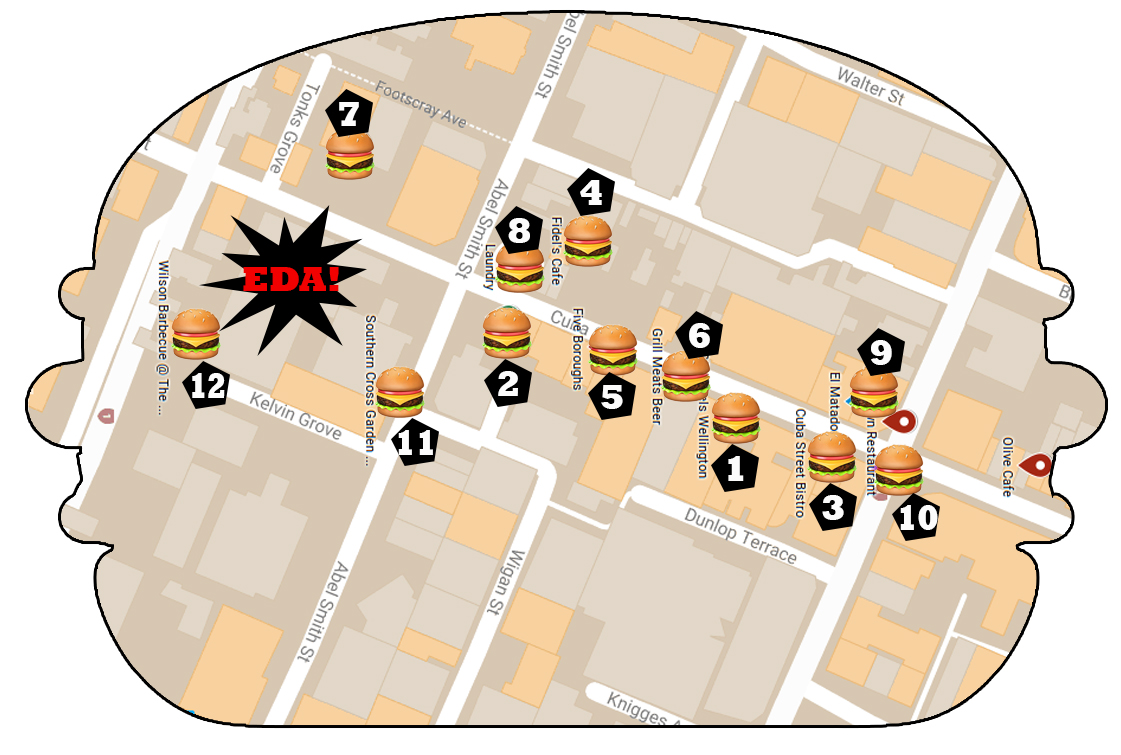 Abel Smith St
Walter St
Tonks Grove
7
Footscray Ave
Abel Smith St
4
8
Fidel's Cafe
Laundry
EDA!
Wilson Barbecue @ The ...
12
Southern Cross Garden ...
11
Kelvin Grove
2
Cuba
Five Boroughs
5
Grill Meats Beer
6
els Wellington
1
El Matado
9
Cuba Street Bistro
3
n Restaurant
10
Olive Cafe
B
1
Dunlop Terrace
Wigan St
Abel Smith St
Knigges A